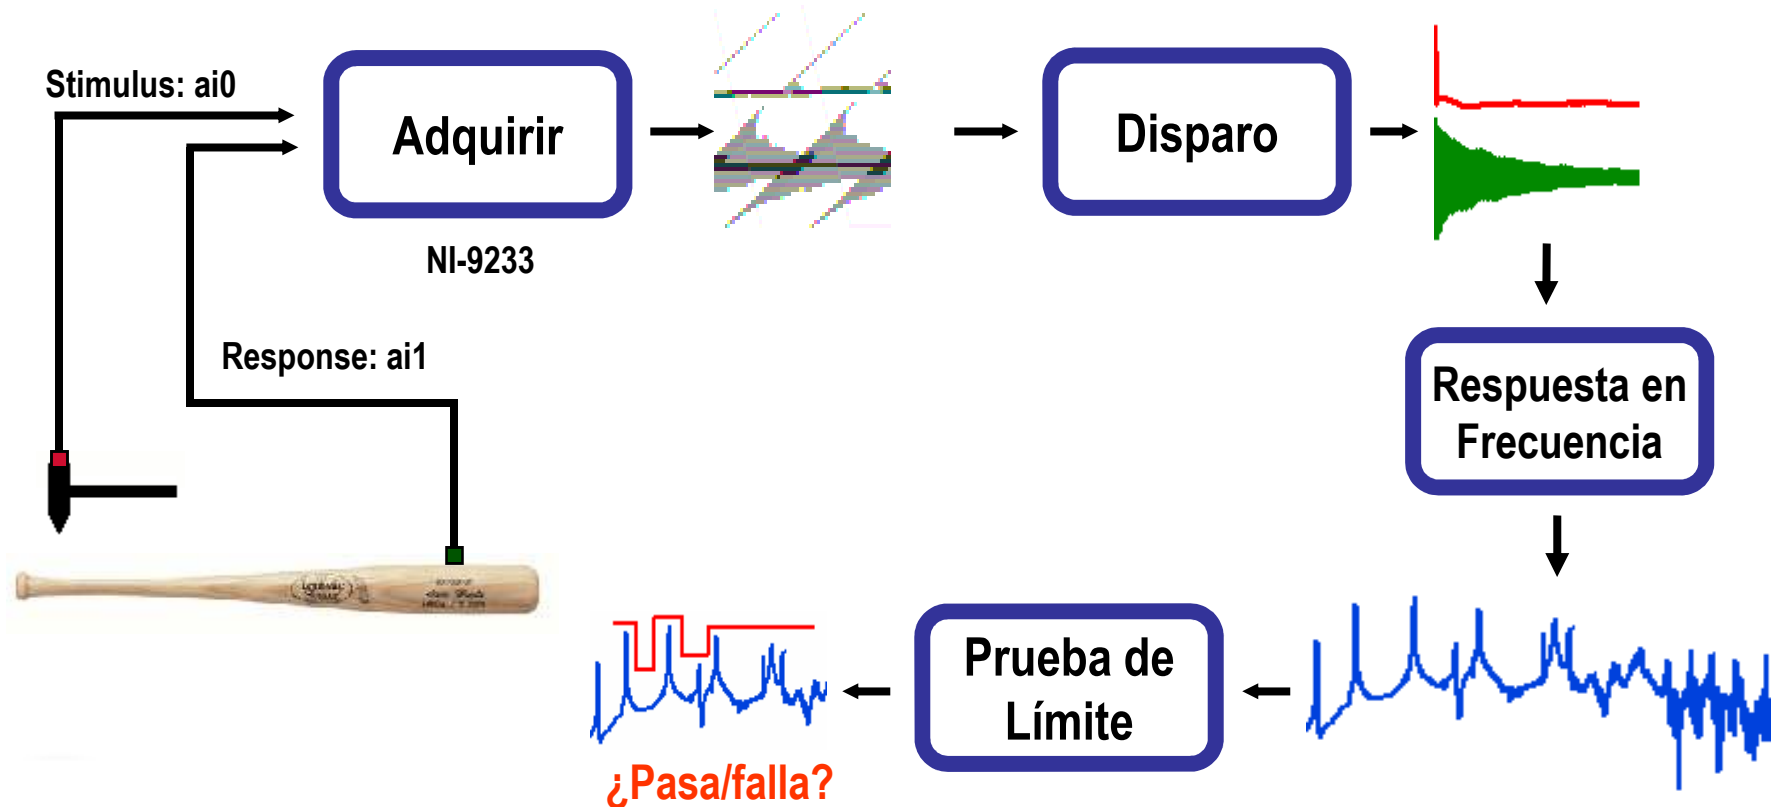 Stimulus: ai0
Adquirir
Disparo
NI-9233
Response: ai1
Respuesta en
Frecuencia
Prueba de
Límite
¿Pasa/falla?